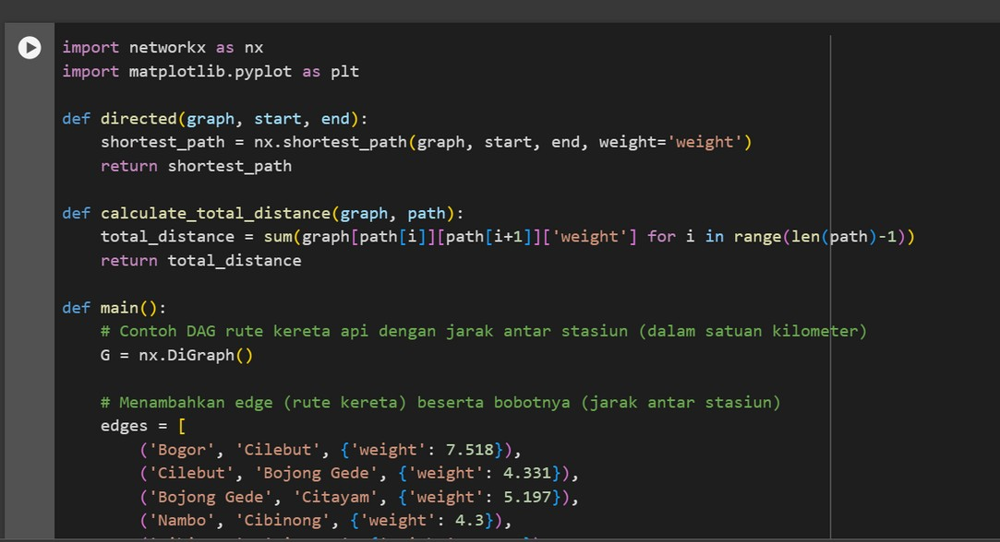 import networkx as nx
import matplotlib.pyplot as plt
def directed(graph, start, end):
    shortest_path = nx.shortest_path(graph, start, end, weight='weight')
    return shortest_path
def calculate_total_distance(graph, path):
    total_distance = sum(graph[path[i]][path[i+1]]['weight'] for i in range(len(path)-1))
    return total_distance
def main():
    # Contoh DAG rute kereta api dengan jarak antar stasiun (dalam satuan kilometer)
    G = nx.DiGraph()
    # Menambahkan edge (rute kereta) beserta bobotnya (jarak antar stasiun)
    edges = [
        ('Bogor', 'Cilebut', {'weight': 7.518}),
        ('Cilebut', 'Bojong Gede', {'weight': 4.331}),
        ('Bojong Gede', 'Citayam', {'weight': 5.197}),
        ('Nambo', 'Cibinong', {'weight': 4.3}),